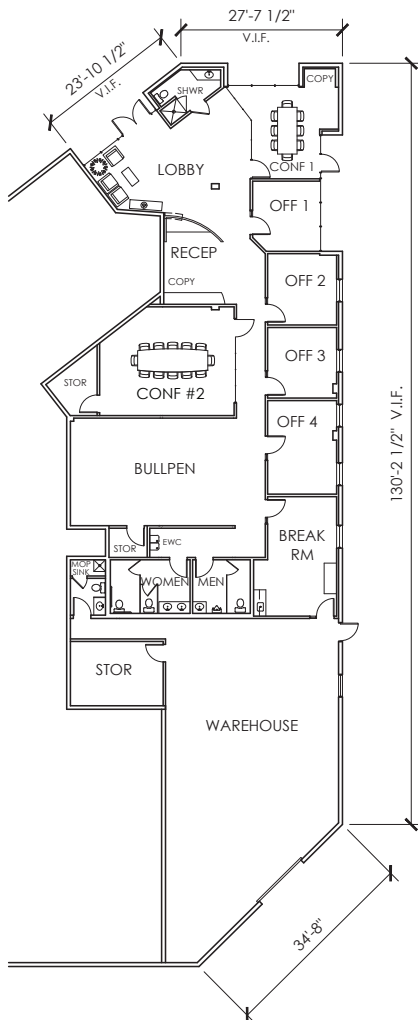 27'-7 1/2"
V.I.F.
23'-10 1/2"
V.I.F.
COPY
SHWR
LOBBY
CONF 1
OFF 1
RECEP
COPY
OFF 2
STOR
CONF #2
OFF 3
OFF 4
130'-2 1/2" V.I.F.
BULLPEN
STOR
EWC
BREAK
RM
MOP
SINK
WOMEN
MEN
STOR
WAREHOUSE
34'-8"